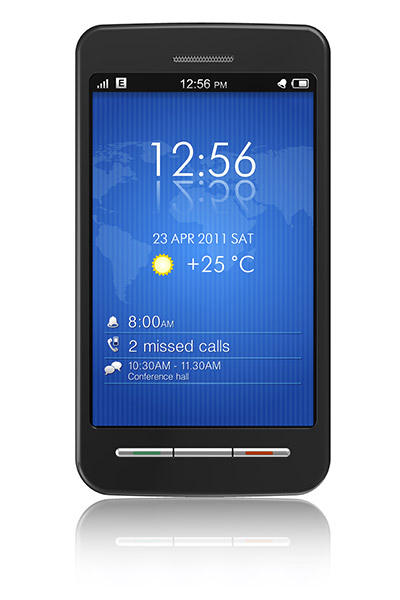 E 12:56 PM
12:56
23 APR 2011 SAT
+25 °C
8:00AM
2 missed calls
10:30AM - 11.30AM
Conference hall